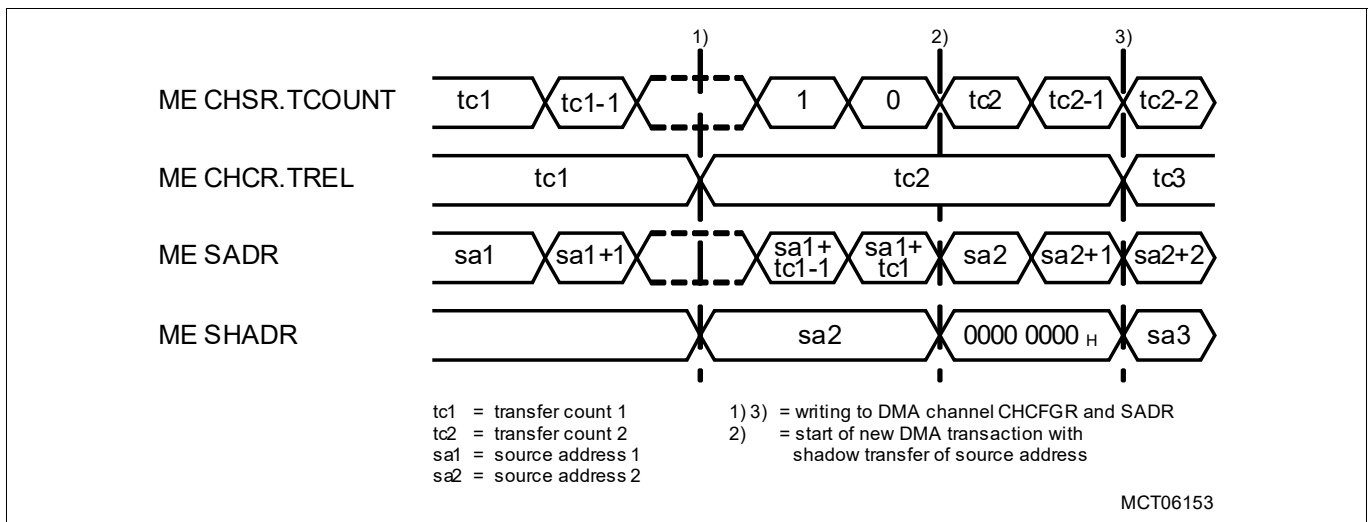 1) 2) 3)
ME CHSR.TCOUNT tc1 tc1-1 1 0 tc2 tc2-1 tc2-2
ME CHCR.TREL tc1 tc2 tc3
ME SADR sa1 sa1+1 sa1+ tc1-1 sa1+ tc1 sa2 sa2+1 sa2+2
ME SHADR sa2 0000 0000 H sa3
tc1 = transfer count 1
tc2 = transfer count 2
sa1 = source address 1
sa2 = source address 2
1) 3) = writing to DMA channel CHCFGR and SADR
2) = start of new DMA transaction with
shadow transfer of source address
MCT06153